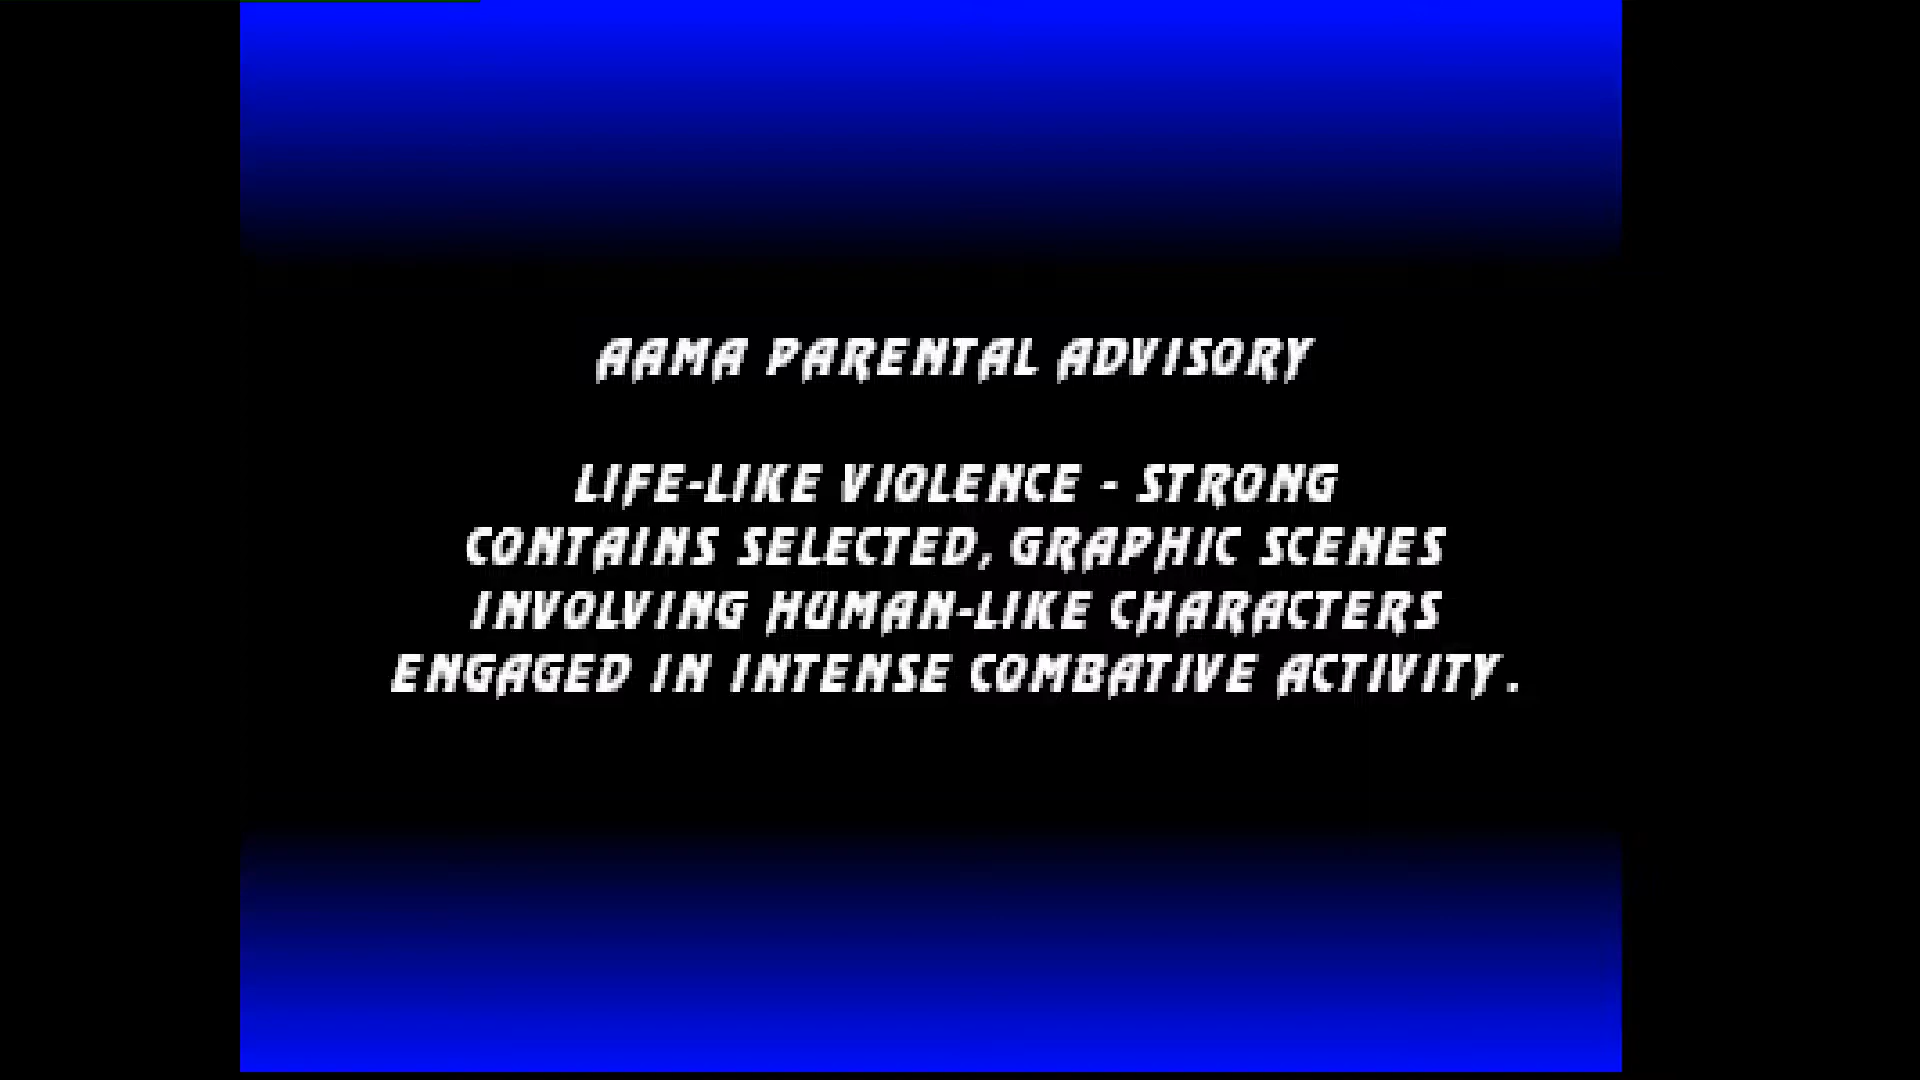 AAMA PARENTAL ADVISORY
LIFE-LIKE VIOLENCE - STRONG
CONTAINS SELECTED, GRAPHIC SCENES
INVOLVING HUMAN-LIKE CHARACTERS
ENGAGED IN INTENSE COMBATIVE ACTIVITY.